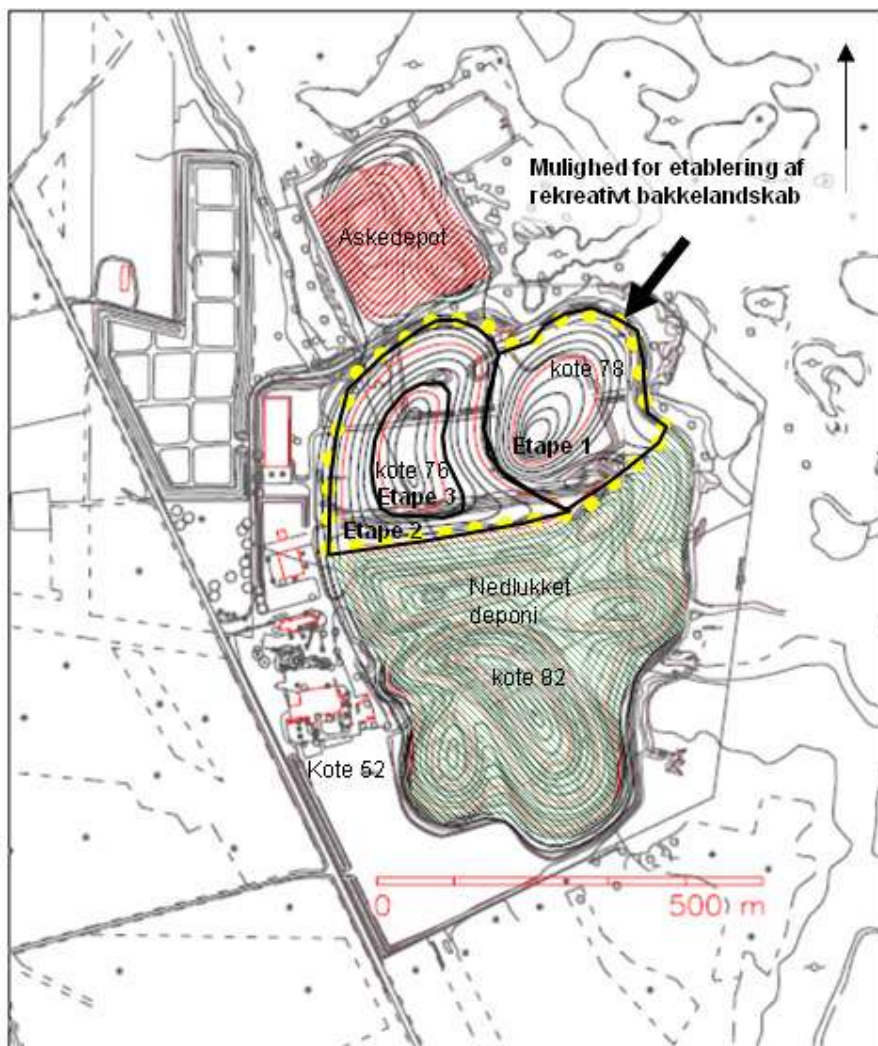 Mulighed for etablering af
rekreativt bakkelandskab
Askedepot
kote 78
Etape 1
kote 76
Etape 3
Etape 2
Nedlukket
deponi
kote 82
Kote 52
0 500 m